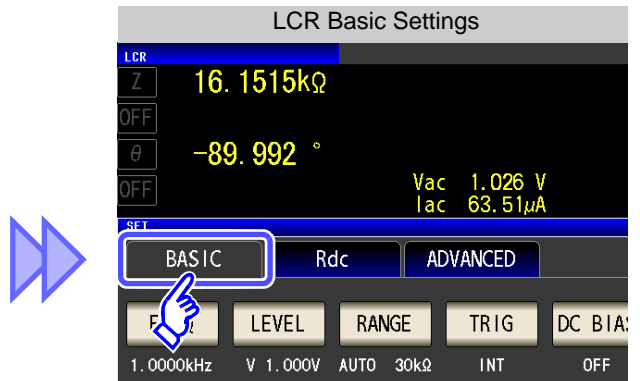 LCR Basic Settings
LCR
Z 16.1515kΩ
OFF
θ -89.992 °
OFF
Vac 1.026 V
Iac 63.51μA
SET
BASIC Rdc ADVANCED
LEVEL RANGE TRIG DC BIAS
1.0000kHz V 1.000V AUTO 30kΩ INT OFF